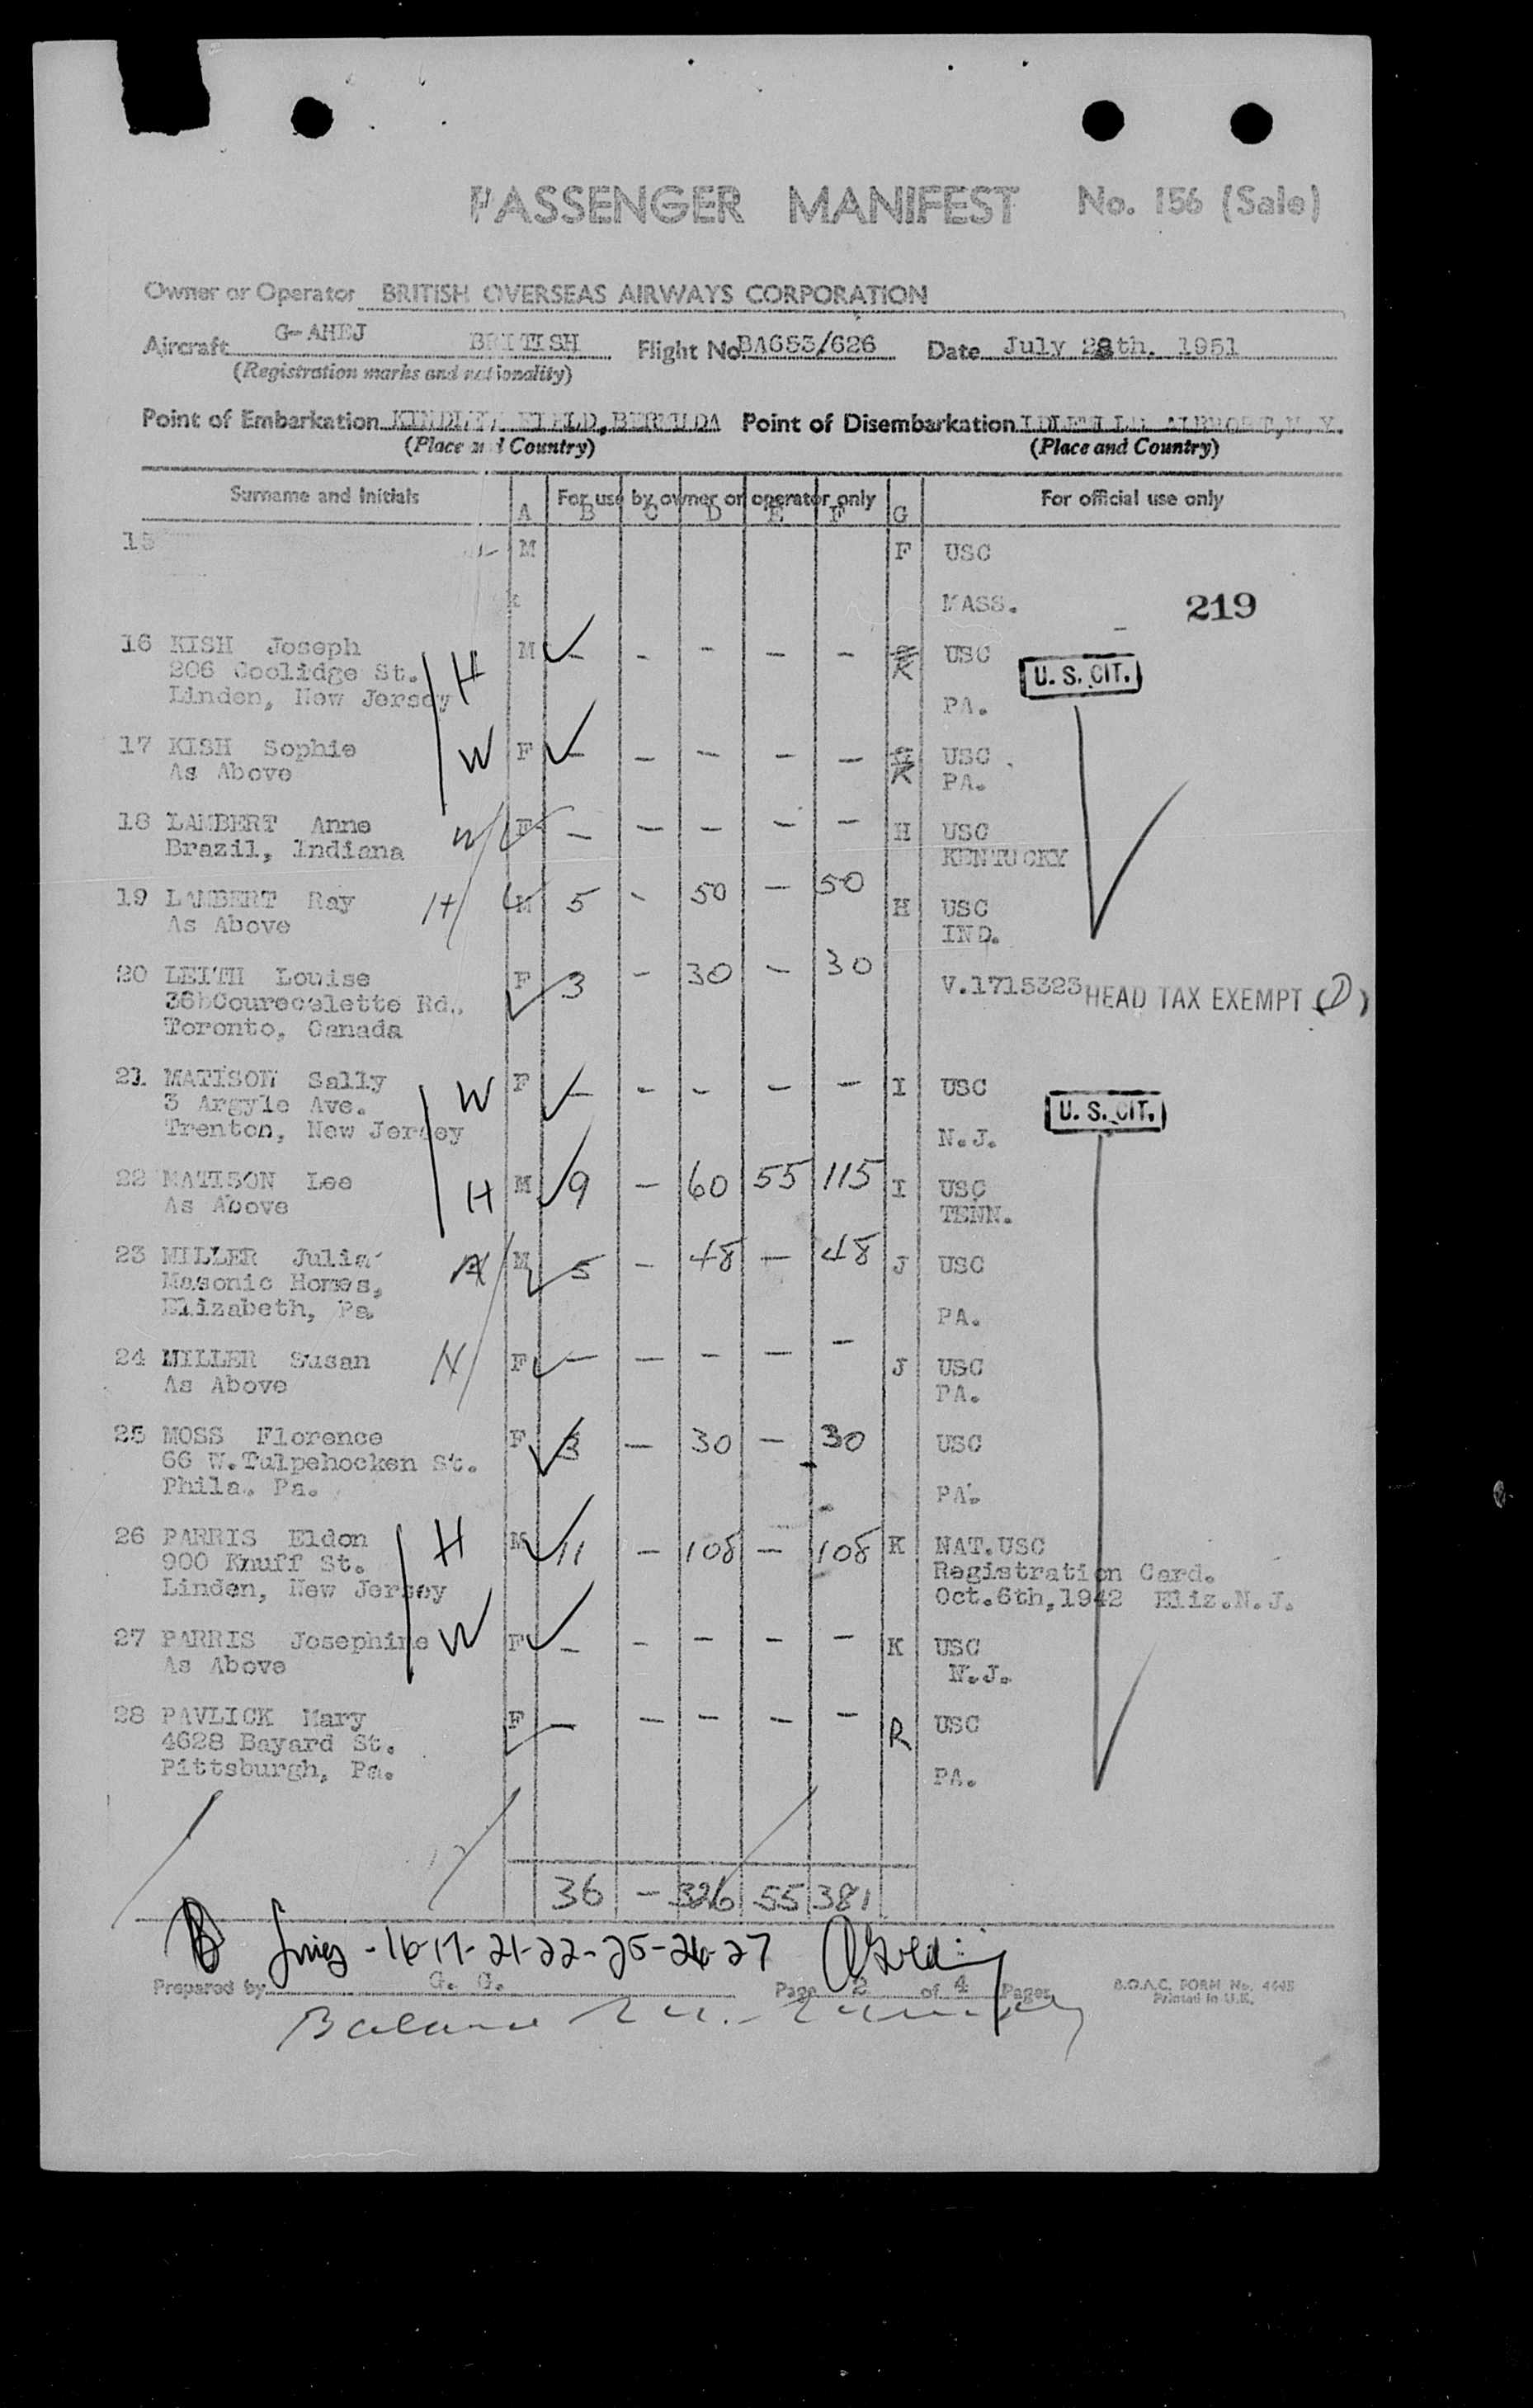 PASSENGER MANIFEST No. 156 (Sale)
Owner or Operator BRITISH OVERSEAS AIRWAYS CORPORATION
Aircraft G-AHEJ BRITISH Flight No. BA683/626 Date July 28th. 1951
(Registration marks and nationality)
Point of Embarkation KINDLEY FIELD, BERMUDA Point of Disembarkation IDLEWILD AIRPORT, N.Y.
(Place and Country) (Place and Country)
Surname and Initials For use by owner or operator only For official use only
A B C D E F G
15 M F USC
MASS. 219
16 KISH Joseph H M - - - - - K USC
206 Coolidge St. U. S. CIT.
Linden, New Jersey PA.
17 KISH Sophie W F - - - - - K USC
As Above PA.
18 LAMBERT Anne W F - - - - - H USC
Brazil, Indiana KENTUCKY
19 LAMBERT Ray H M 5 - 50 - 50 H USC
As Above IND.
20 LEITH Louise F 3 - 30 - 30 V.1715323 HEAD TAX EXEMPT (D)
36 Courecelette Rd.,
Toronto, Canada
21 MATISON Sally W F - - - - - I USC
3 Argyle Ave. U. S. CIT.
Trenton, New Jersey N.J.
22 MATISON Lee H M 9 - 60 55 115 I USC
As Above TENN.
23 MILLER Julia M 5 - 48 - 48 J USC
Masonic Homes,
Elizabeth, Pa PA.
24 MILLER Susan F - - - - - J USC
As Above PA.
25 MOSS Florence F 3 - 30 - 30 USC
66 W. Tulpehocken St.
Phila. Pa. PA.
26 PARRIS Eldon H M 11 - 108 - 108 K NAT.USC
900 Knuff St. Registration Card.
Linden, New Jersey Oct.6th,1942 Eliz.N.J.
27 PARRIS Josephine W F - - - - - K USC
As Above N.J.
28 PAVLICK Mary F - - - - - R USC
4628 Bayard St.
Pittsburgh, Pa. PA.
36 - 326 55 381
B -16-17-21-22-25-26-27
Prepared by G. G. Page 2 of 4 Pages B.O.A.C. FORM No. 4645
Printed in U.K.
Balance